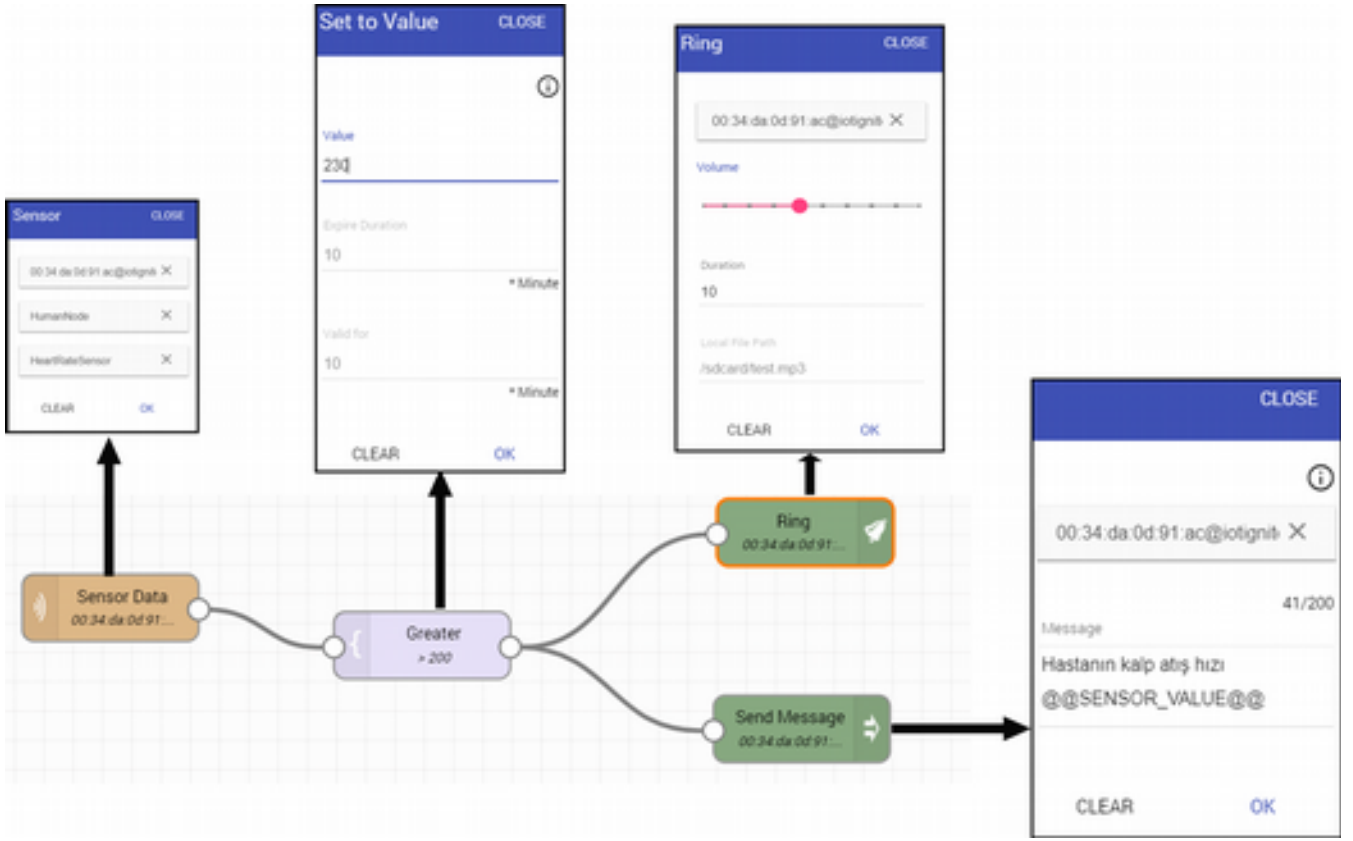 Set to Value CLOSE
Value
230
Expire Duration
10
* Minute
Valid for
10
* Minute
CLEAR OK
Ring CLOSE
00:34:da:0d:91:ac@iotignit
Volume
Duration
10
Local File Path
/sdcard/test.mp3
CLEAR OK
Sensor CLOSE
00:34:da:0d:91:ac@iotignit
HumanNode
HeartRateSensor
CLEAR OK
CLOSE
00:34:da:0d:91:ac@iotignit
41/200
Message
Hastanın kalp atış hızı
@@SENSOR_VALUE@@
CLEAR OK
Sensor Data
00:34:da:0d:91:...
Greater
> 200
Ring
00:34:da:0d:91:...
Send Message
00:34:da:0d:91:...